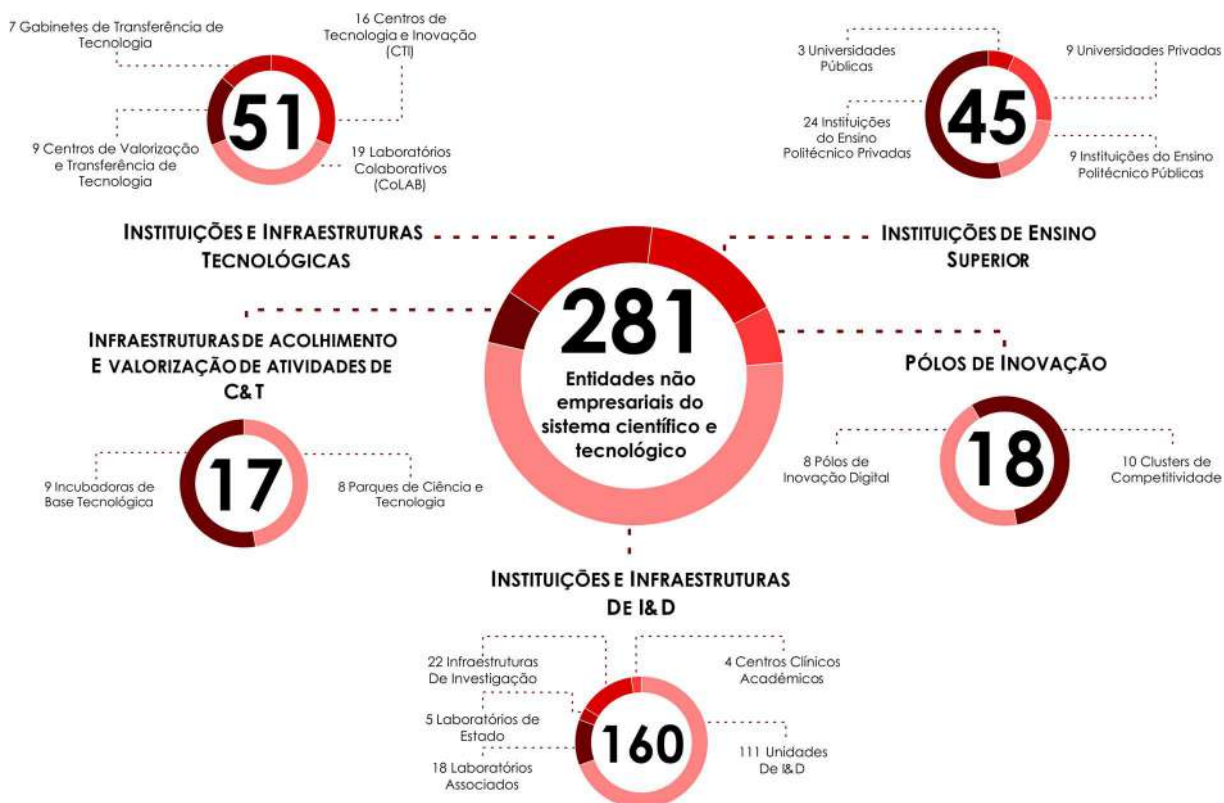 7 Gabinetes de Transferência de
Tecnologia
16 Centros de
Tecnologia e Inovação
(CTI)
51
9 Centros de Valorização
e Transferência de
Tecnologia
19 Laboratórios
Colaborativos
(CoLAB)
INSTITUIÇÕES E INFRAESTRUTURAS
TECNOLÓGICAS
3 Universidades
Públicas
9 Universidades Privadas
45
24 Instituições
do Ensino
Politécnico Privadas
9 Instituições do Ensino
Politécnico Públicas
INSTITUIÇÕES DE ENSINO
SUPERIOR
281
Entidades não
empresariais do
sistema científico e
tecnológico
INFRAESTRUTURAS DE ACOLHIMENTO
E VALORIZAÇÃO DE ATIVIDADES DE
C&T
17
9 Incubadoras de
Base Tecnológica
8 Parques de Ciência e
Tecnologia
PÓLOS DE INOVAÇÃO
18
8 Pólos de
Inovação Digital
10 Clusters de
Competitividade
INSTITUIÇÕES E INFRAESTRUTURAS
DE I&D
22 Infraestruturas
De Investigação
4 Centros Clínicos
Académicos
5 Laboratórios de
Estado
160
18 Laboratórios
Associados
111 Unidades
De I&D